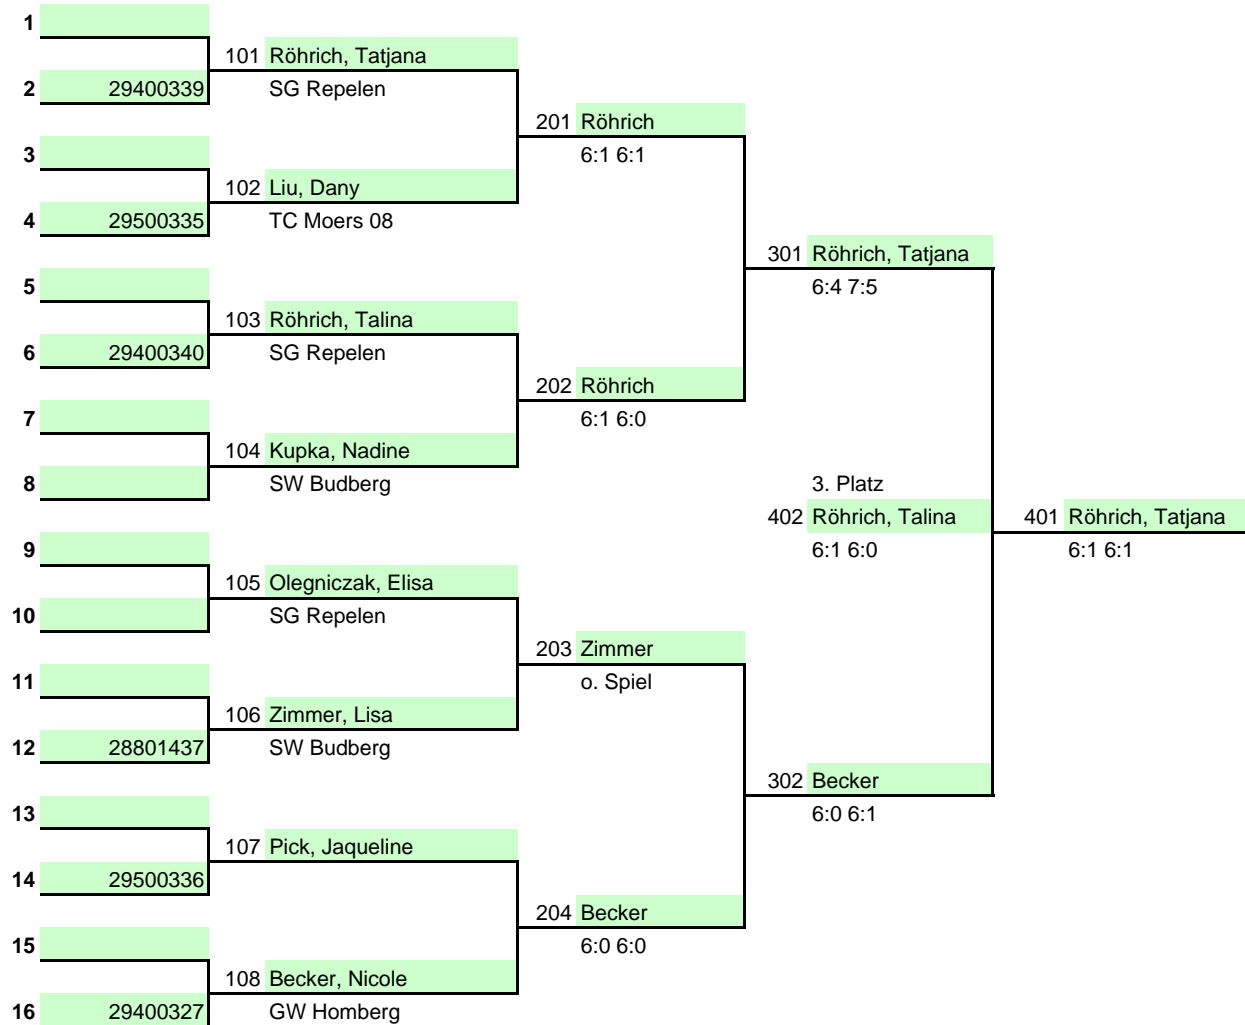 1
101 Röhrich, Tatjana
2 29400339 SG Repelen
201 Röhrich
3 6:1 6:1
102 Liu, Dany
4 29500335 TC Moers 08
301 Röhrich, Tatjana
5 6:4 7:5
103 Röhrich, Talina
6 29400340 SG Repelen
202 Röhrich
7 6:1 6:0
104 Kupka, Nadine
8 SW Budberg 3. Platz
402 Röhrich, Talina 401 Röhrich, Tatjana
9 6:1 6:0 6:1 6:1
105 Olegniczak, Elisa
10 SG Repelen
203 Zimmer
11 o. Spiel
106 Zimmer, Lisa
12 28801437 SW Budberg
302 Becker
13 6:0 6:1
107 Pick, Jaqueline
14 29500336
204 Becker
15 6:0 6:0
108 Becker, Nicole
16 29400327 GW Homberg